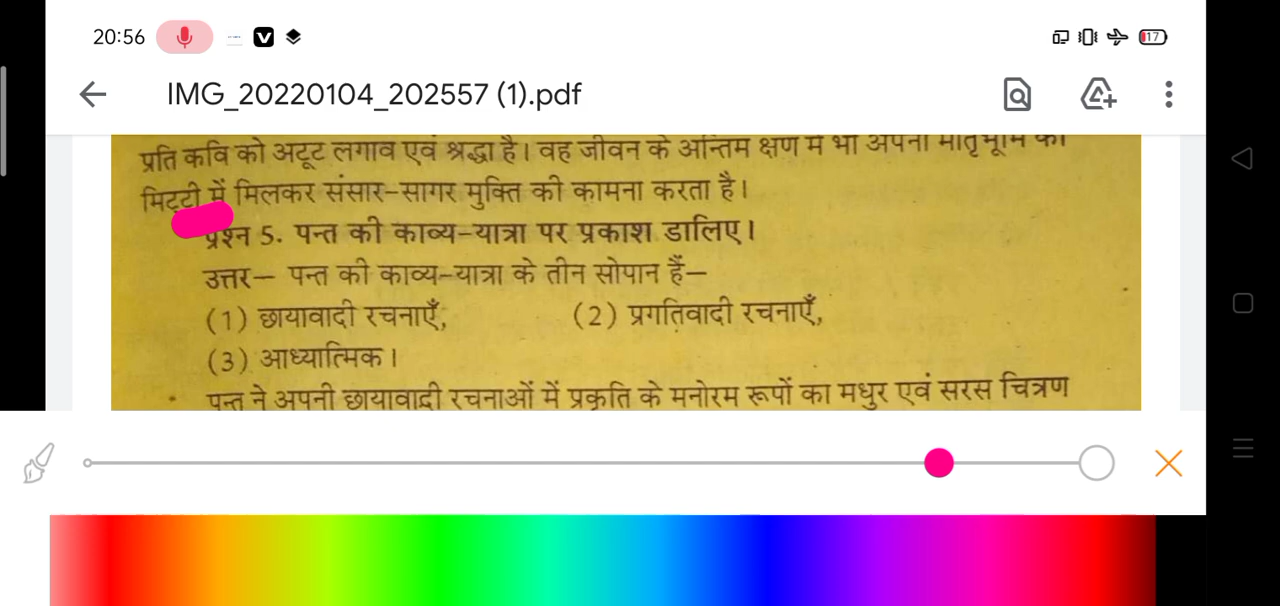 20:56
17
IMG_20220104_202557 (1).pdf
प्रति कवि को अटूट लगाव एवं श्रद्धा है। वह जीवन के अन्तिम क्षण में भी अपनी मातृभूमि की
मिट्टी में मिलकर संसार-सागर मुक्ति की कामना करता है।
प्रश्न 5. पन्त की काव्य-यात्रा पर प्रकाश डालिए।
उत्तर— पन्त की काव्य-यात्रा के तीन सोपान हैं—
(1) छायावादी रचनाएँ, (2) प्रगतिवादी रचनाएँ,
(3) आध्यात्मिक।
पन्त ने अपनी छायावादी रचनाओं में प्रकृति के मनोरम रूपों का मधुर एवं सरस चित्रण